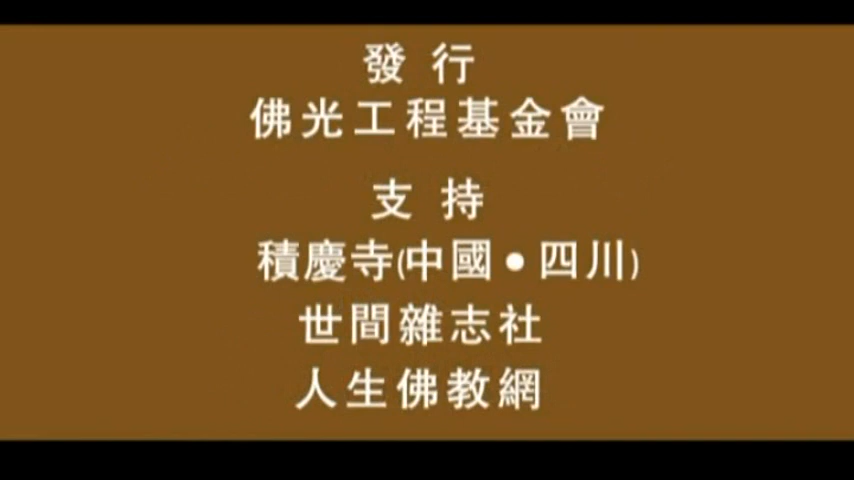 發行
佛光工程基金會
支持
積慶寺(中國•四川)
世間雜志社
人生佛教網